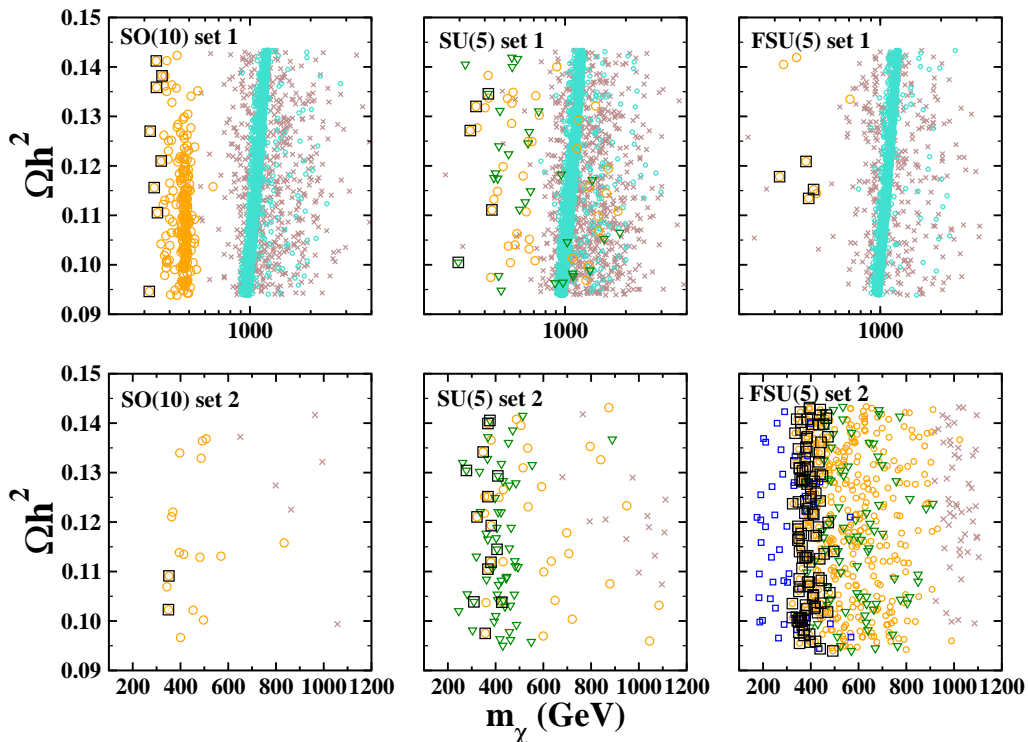 0.15
0.14
0.13
0.12
0.11
0.10
0.09
Ωh²
SO(10) set 1
1000
SU(5) set 1
1000
FSU(5) set 1
1000
0.15
0.14
0.13
0.12
0.11
0.10
0.09
Ωh²
SO(10) set 2
200 400 600 800 1000 1200
SU(5) set 2
200 400 600 800 1000
FSU(5) set 2
200 400 600 800 1000 1200
m_χ (GeV)